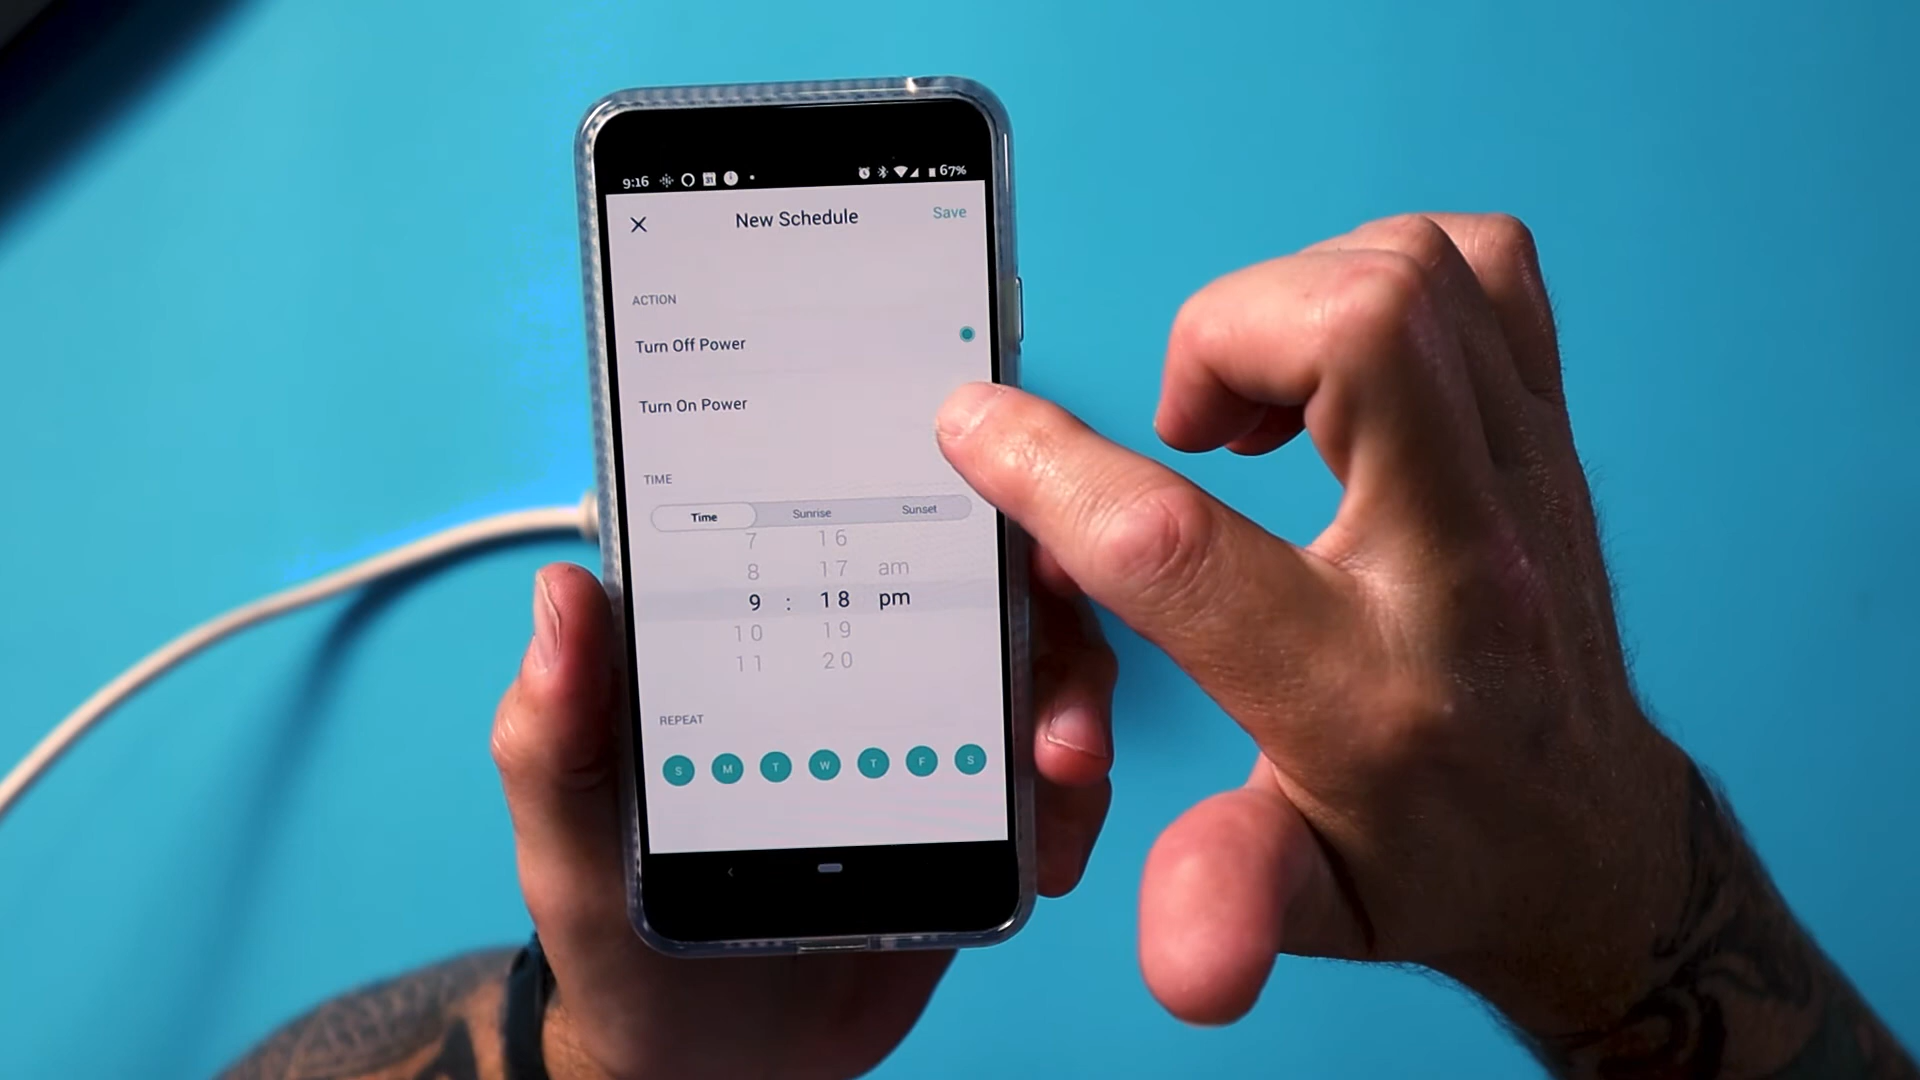 9:16 31 67%
New Schedule Save
ACTION
Turn Off Power
Turn On Power
TIME
Time Sunrise Sunset
7 16
8 17 am
9 : 18 pm
10 19
11 20
REPEAT
S M T W T F S